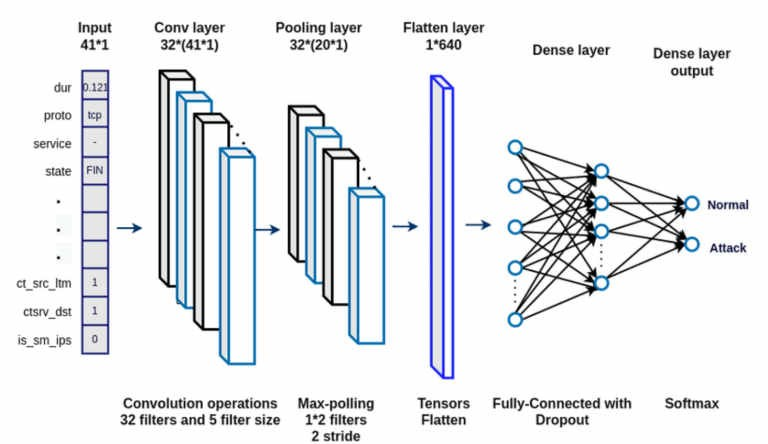 Input
41*1
Conv layer
32*(41*1)
Pooling layer
32*(20*1)
Flatten layer
1*640
Dense layer
Dense layer
output
dur
0.121
proto
tcp
service
-
state
FIN
ct_src_ltm
1
ctsrv_dst
1
is_sm_ips
0
Normal
Attack
Convolution operations
32 filters and 5 filter size
Max-polling
1*2 filters
2 stride
Tensors
Flatten
Fully-Connected with
Dropout
Softmax